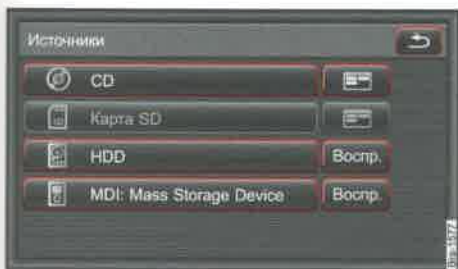 Источники
CD
Карта SD
HDD Воспр.
MDI: Mass Storage Device Воспр.